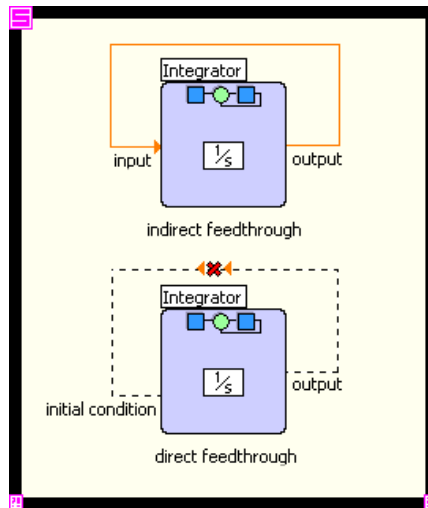 Integrator
input
1/s
output
indirect feedthrough
Integrator
1/s
output
initial condition
direct feedthrough